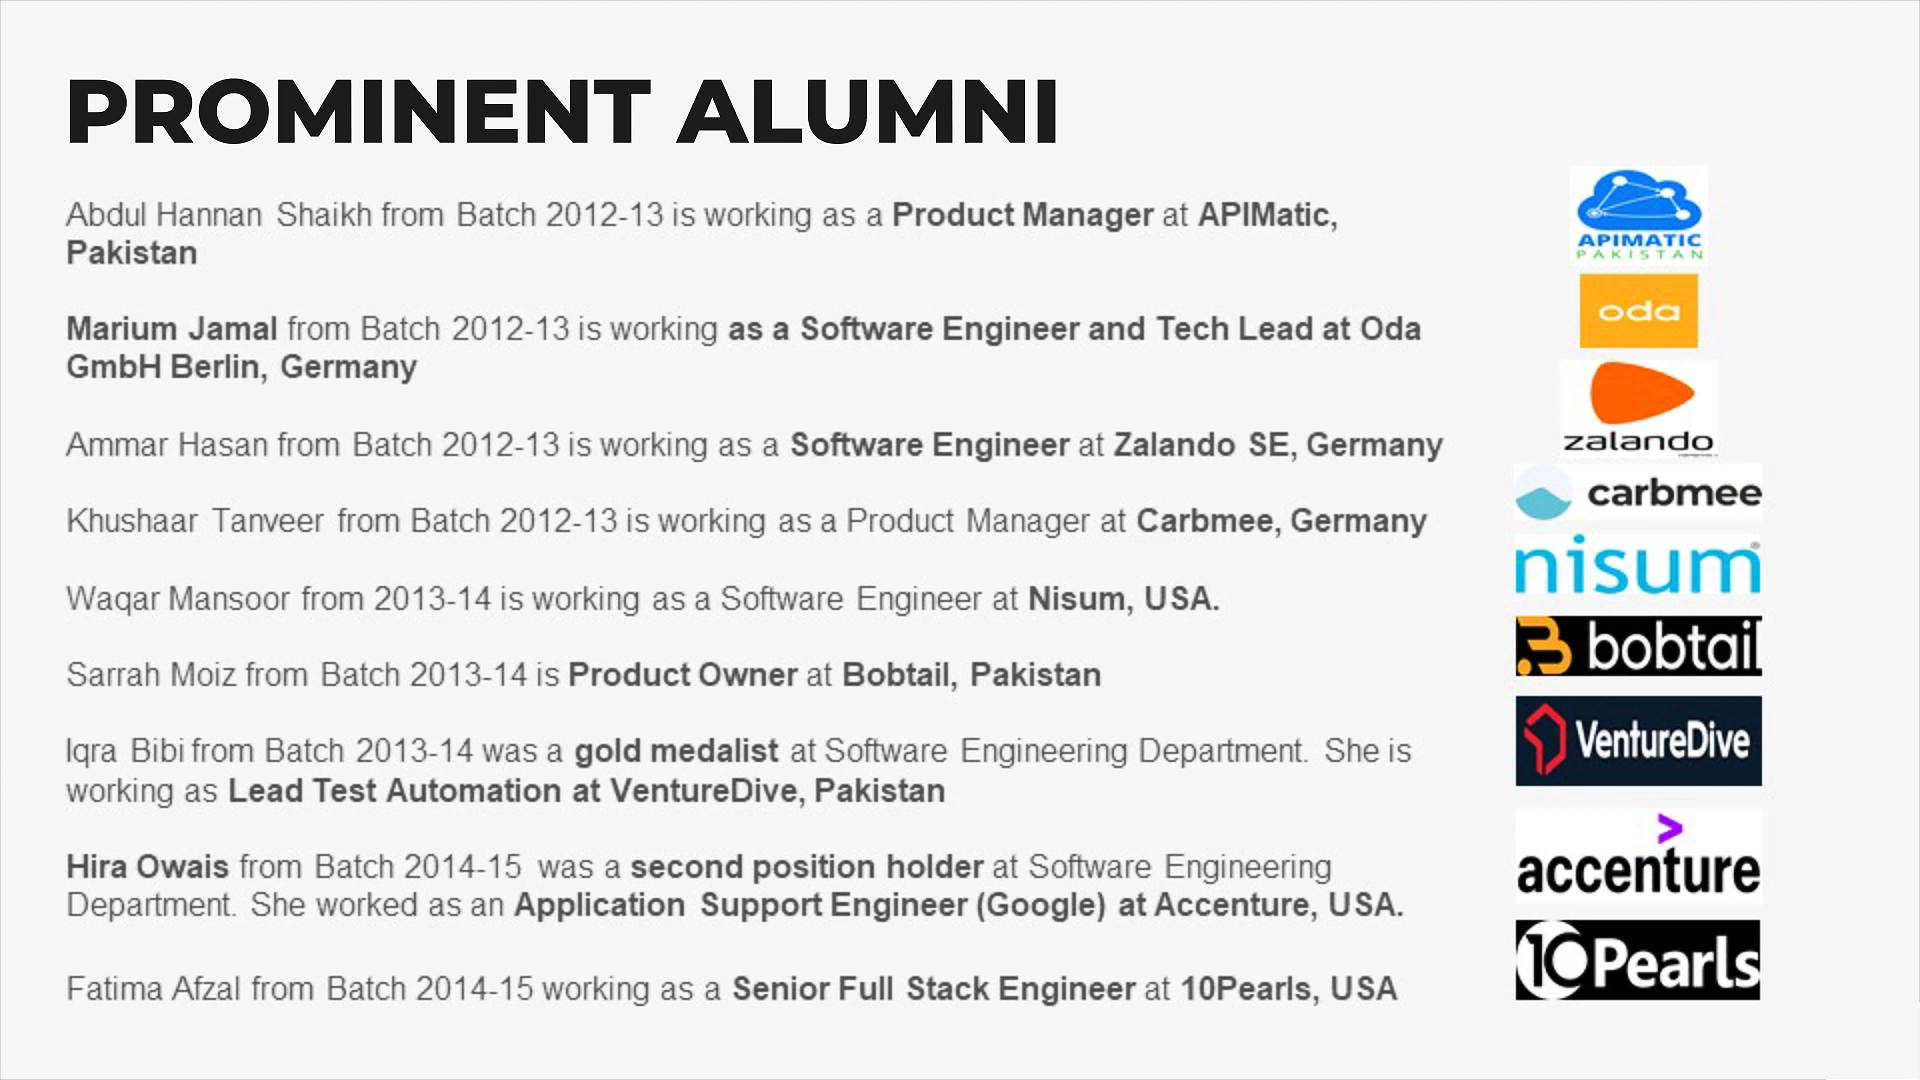 PROMINENT ALUMNI
Abdul Hannan Shaikh from Batch 2012-13 is working as a Product Manager at APIMatic,
Pakistan
Marium Jamal from Batch 2012-13 is working as a Software Engineer and Tech Lead at Oda
GmbH Berlin, Germany
Ammar Hasan from Batch 2012-13 is working as a Software Engineer at Zalando SE, Germany
Khushaar Tanveer from Batch 2012-13 is working as a Product Manager at Carbmee, Germany
Waqar Mansoor from 2013-14 is working as a Software Engineer at Nisum, USA.
Sarrah Moiz from Batch 2013-14 is Product Owner at Bobtail, Pakistan
Iqra Bibi from Batch 2013-14 was a gold medalist at Software Engineering Department. She is
working as Lead Test Automation at VentureDive, Pakistan
Hira Owais from Batch 2014-15 was a second position holder at Software Engineering
Department. She worked as an Application Support Engineer (Google) at Accenture, USA.
Fatima Afzal from Batch 2014-15 working as a Senior Full Stack Engineer at 10Pearls, USA
APIMATIC
PAKISTAN
oda
zalando
carbmee
nisum®
bobtail
VentureDive
accenture
10Pearls